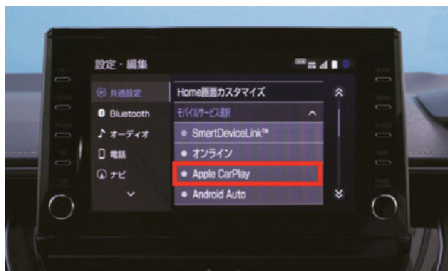 設定・編集
共通設定
Home画面カスタマイズ
Bluetooth
モバイルサービス選択
オーディオ
SmartDeviceLink™
電話
オンライン
ナビ
Apple CarPlay
Android Auto